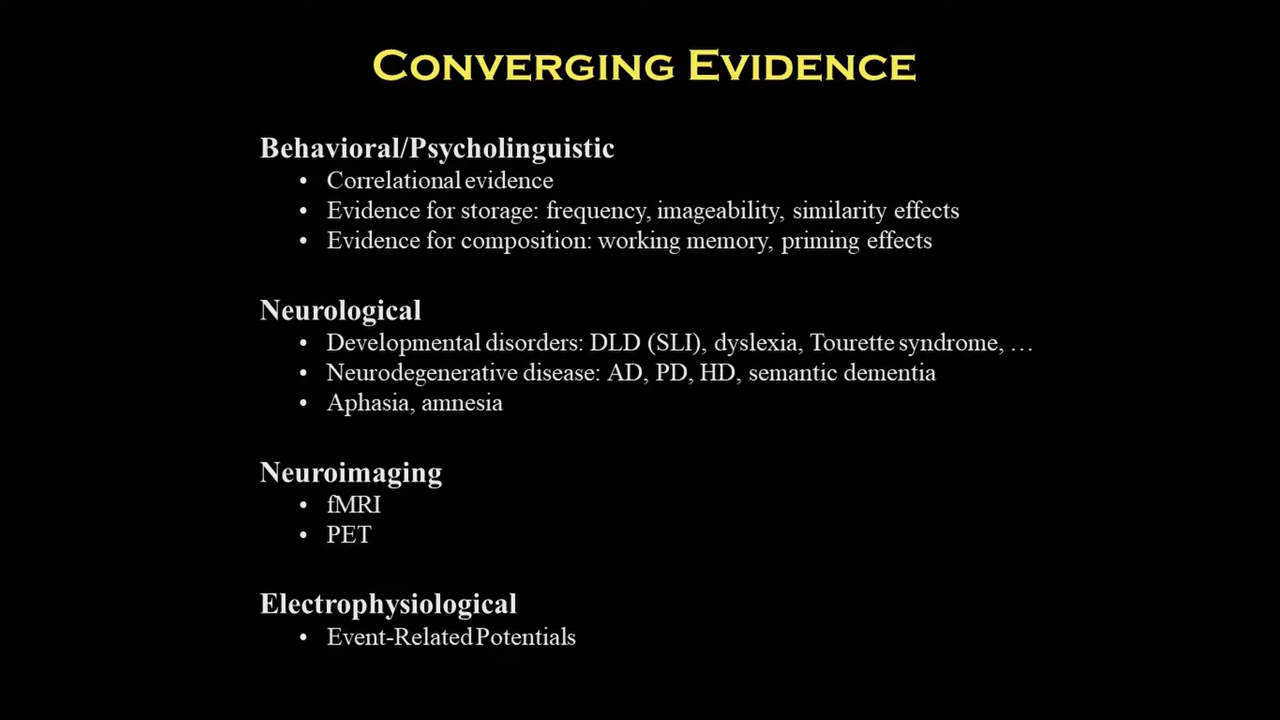 CONVERGING EVIDENCE
Behavioral/Psycholinguistic
• Correlational evidence
• Evidence for storage: frequency, imageability, similarity effects
• Evidence for composition: working memory, priming effects
Neurological
• Developmental disorders: DLD (SLI), dyslexia, Tourette syndrome, …
• Neurodegenerative disease: AD, PD, HD, semantic dementia
• Aphasia, amnesia
Neuroimaging
• fMRI
• PET
Electrophysiological
• Event-Related Potentials